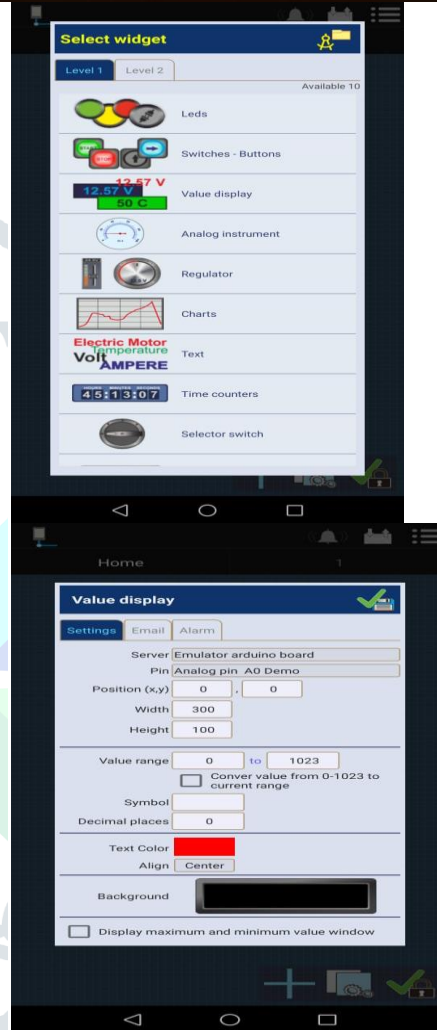 Select widget
Level 1 Level 2
Available 10
Leds
Switches - Buttons
12.57 V
12.57 V
50 C
Value display
Analog instrument
Regulator
Charts
Electric Motor
Temperature
Volt
AMPERE
Text
45:13:07
Time counters
Selector switch
Home 1
Value display
Settings Email Alarm
Server Emulator arduino board
Pin Analog pin A0 Demo
Position (x,y) 0 , 0
Width 300
Height 100
Value range 0 to 1023
Conver value from 0-1023 to
current range
Symbol
Decimal places 0
Text Color
Align Center
Background
Display maximum and minimum value window